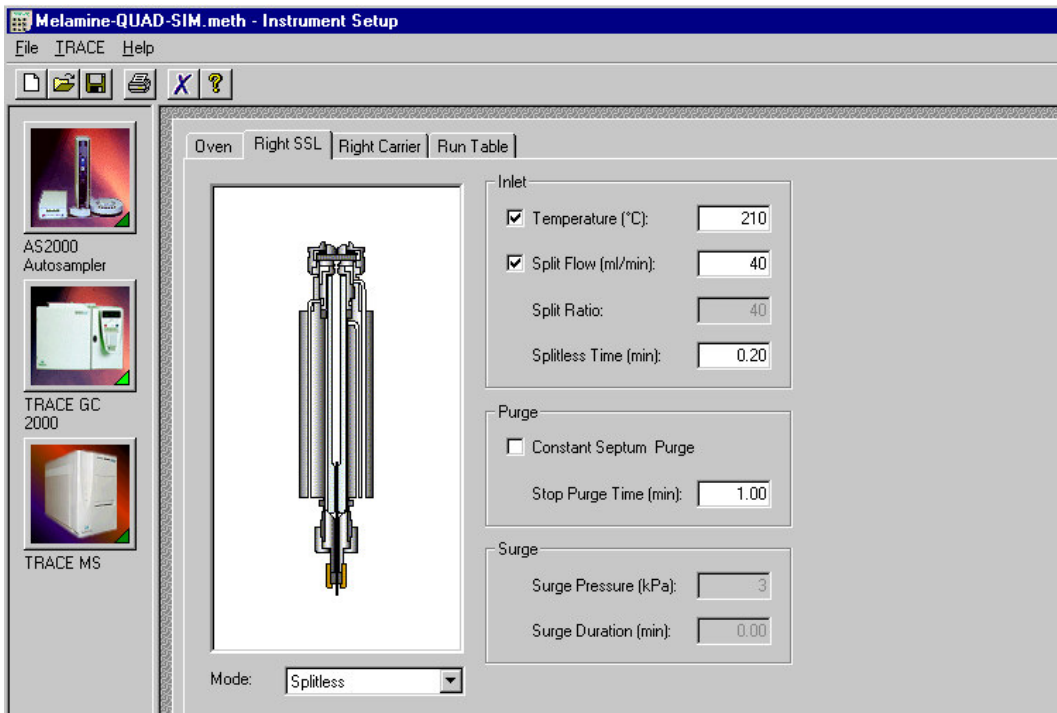 Melamine-QUAD-SIM.meth - Instrument Setup
File TRACE Help
AS2000
Autosampler
TRACE GC
2000
TRACE MS
Oven Right SSL Right Carrier Run Table
Inlet
Temperature (°C): 210
Split Flow (ml/min): 40
Split Ratio: 40
Splitless Time (min): 0.20
Purge
Constant Septum Purge
Stop Purge Time (min): 1.00
Surge
Surge Pressure (kPa): 3
Surge Duration (min): 0.00
Mode: Splitless